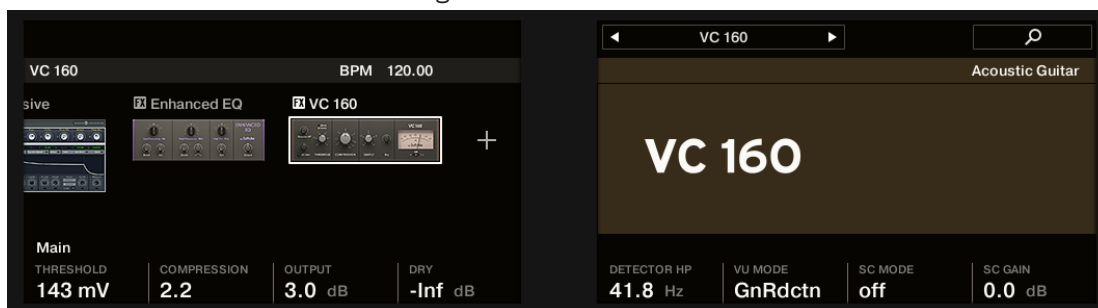 VC 160
BPM 120.00
sive
FX Enhanced EQ
FX VC 160
Main
THRESHOLD
143 mV
COMPRESSION
2.2
OUTPUT
3.0 dB
DRY
-Inf dB
VC 160
Acoustic Guitar
VC 160
DETECTOR HP
41.8 Hz
VU MODE
GnRdctn
SC MODE
off
SC GAIN
0.0 dB